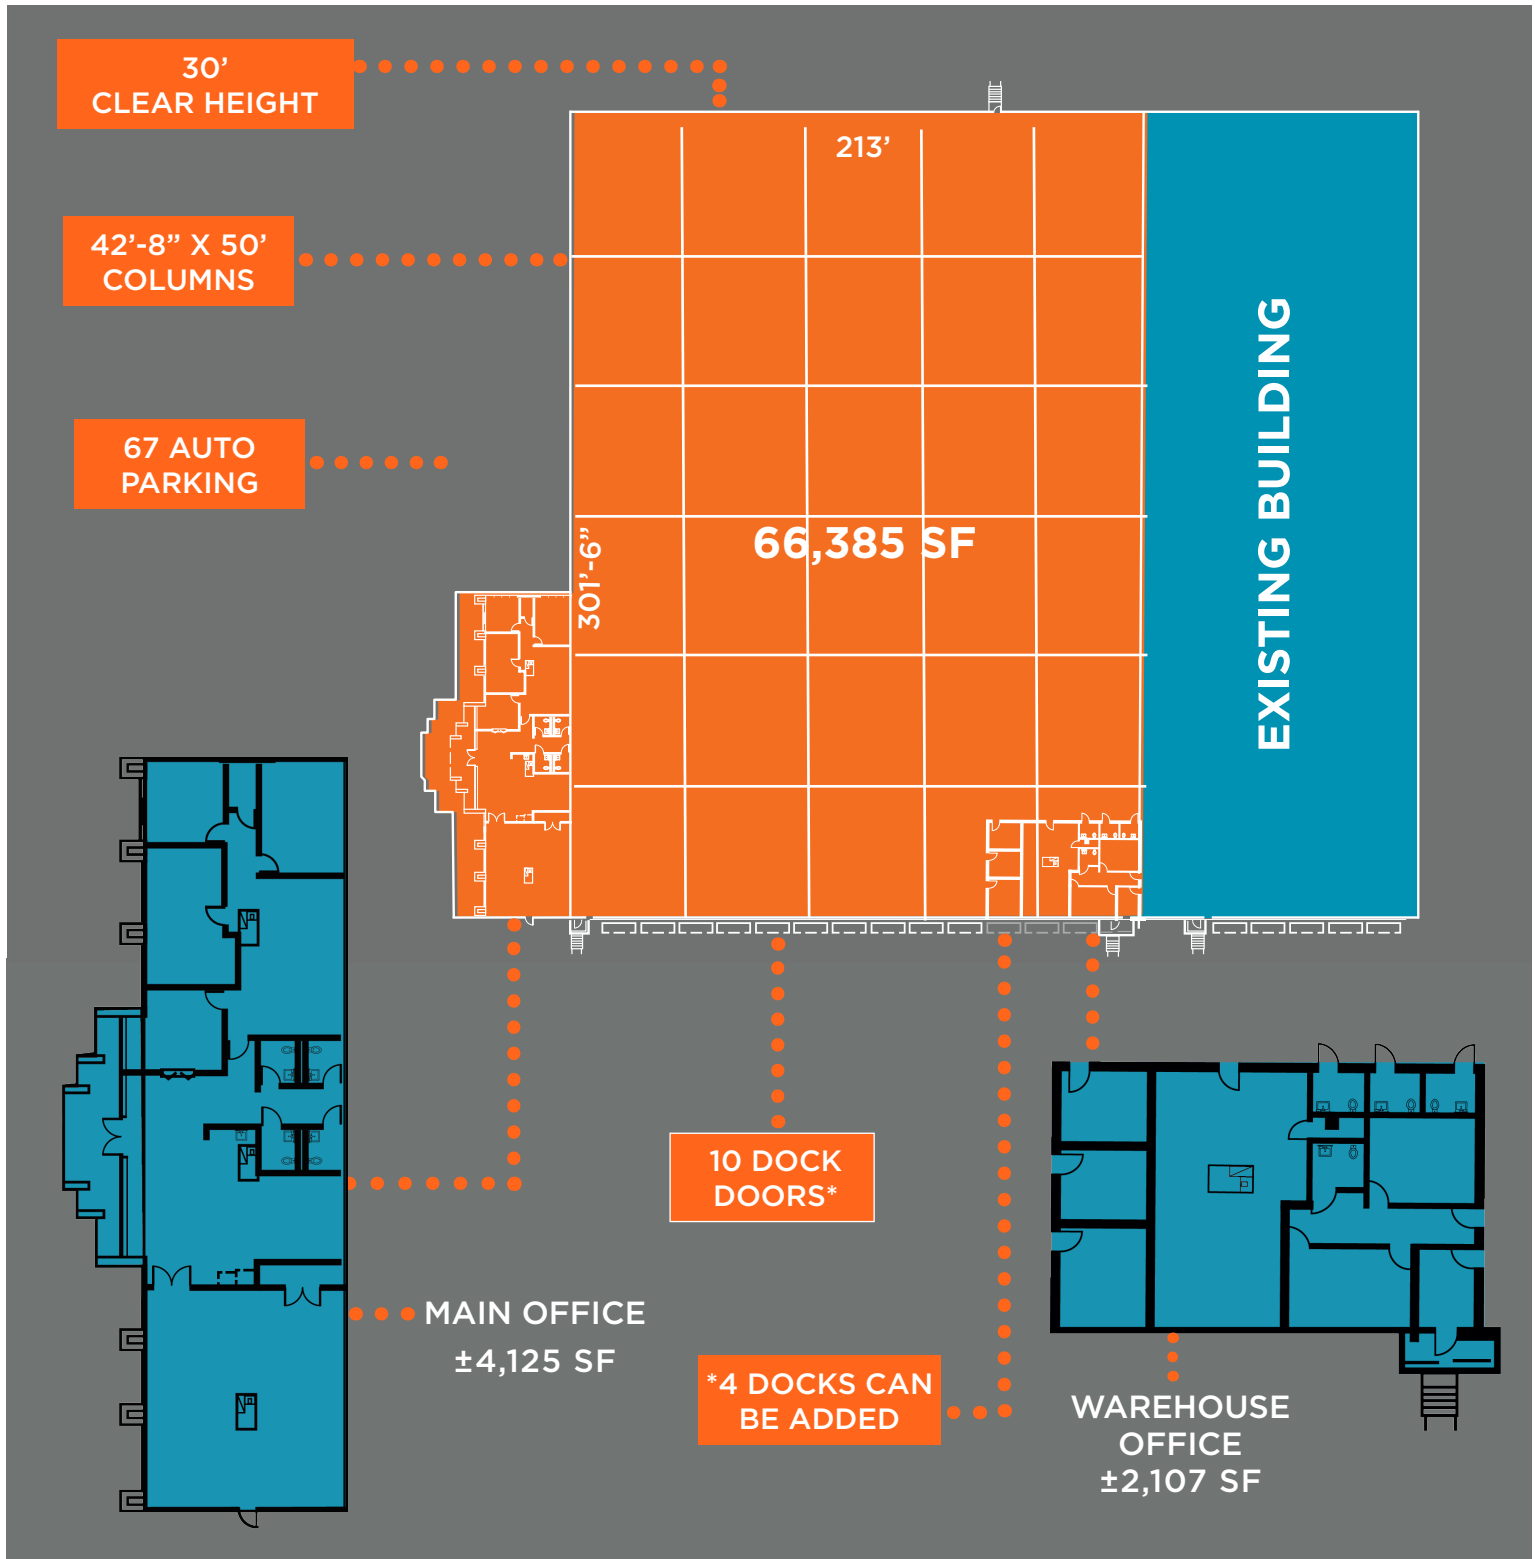 30’
CLEAR HEIGHT
213’
42’-8” X 50’
COLUMNS
67 AUTO
PARKING
66,385 SF
301’-6”
EXISTING BUILDING
10 DOCK
DOORS*
MAIN OFFICE
±4,125 SF
*4 DOCKS CAN
BE ADDED
WAREHOUSE
OFFICE
±2,107 SF